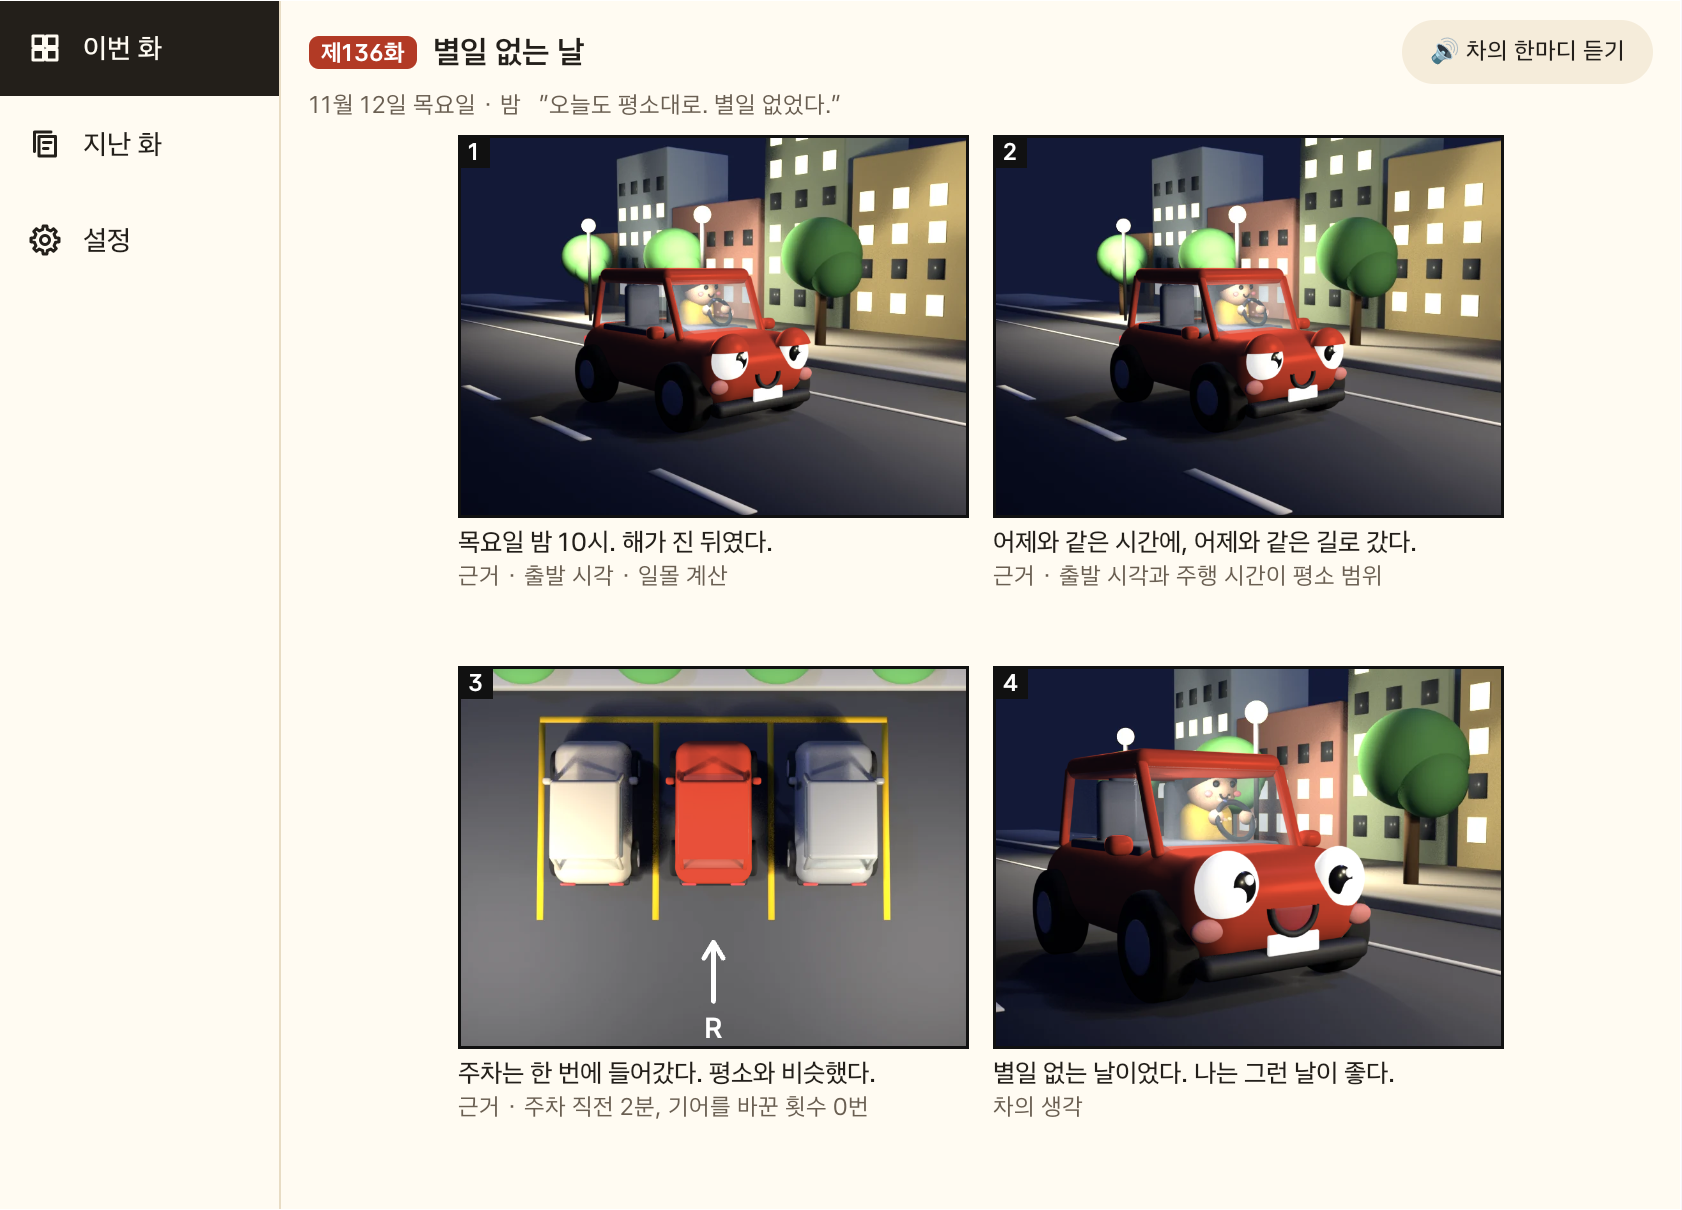 이번 화
지난 화
설정
제136화 별일 없는 날
🔊 차의 한마디 듣기
11월 12일 목요일 · 밤 "오늘도 평소대로. 별일 없었다."
1
2
목요일 밤 10시. 해가 진 뒤였다.
근거 · 출발 시각 · 일몰 계산
어제와 같은 시간에, 어제와 같은 길로 갔다.
근거 · 출발 시각과 주행 시간이 평소 범위
3
R
4
주차는 한 번에 들어갔다. 평소와 비슷했다.
근거 · 주차 직전 2분, 기어를 바꾼 횟수 0번
별일 없는 날이었다. 나는 그런 날이 좋다.
차의 생각